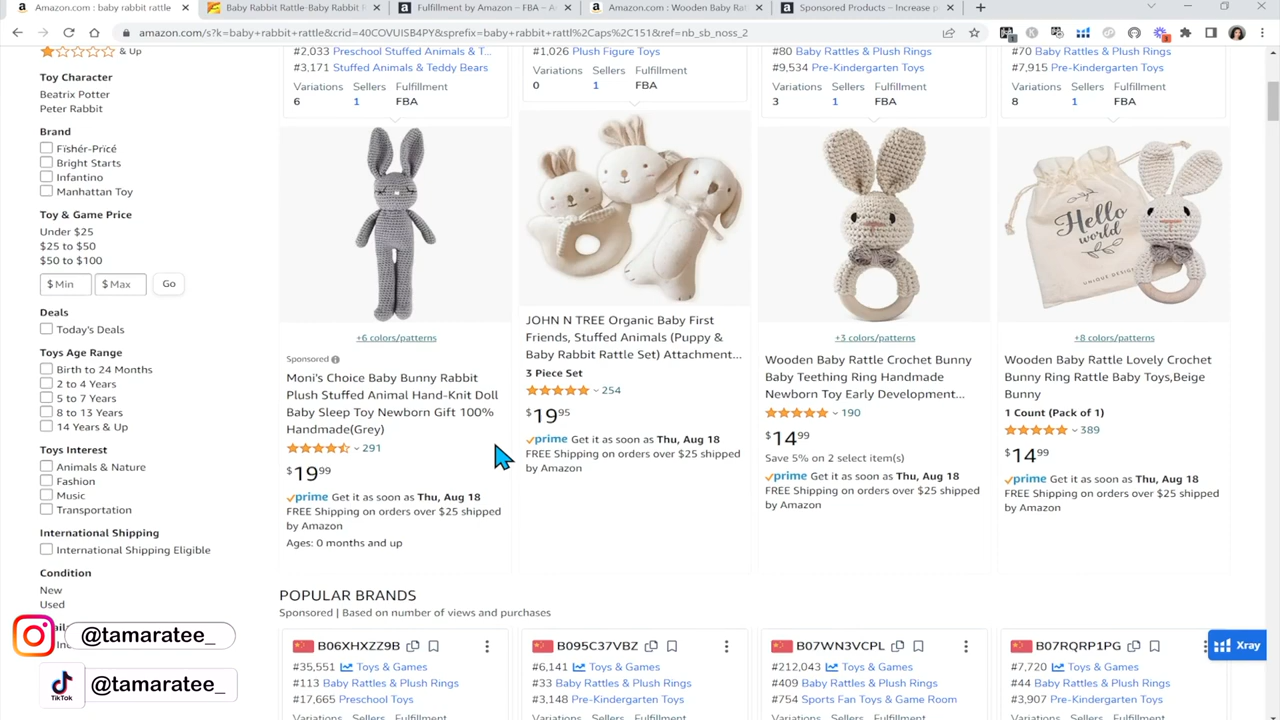 Amazon.com : baby rabbit rattle
Baby Rabbit Rattle-Baby Rabbit
Fulfillment by Amazon – FBA – A
Amazon.com : Wooden Baby Rat
Sponsored Products – Increase p
amazon.com/s?k=baby+rabbit+rattle&crid=40COVUISB4PY&sprefix=baby+rabbit+rattl%2Caps%2C151&ref=nb_sb_noss_2
& Up
Toy Character
Beatrix Potter
Peter Rabbit
Brand
Fïshér-Prïcé
Bright Starts
Infantino
Manhattan Toy
Toy & Game Price
Under $25
$25 to $50
$50 to $100
$ Min
$ Max
Go
Deals
Today's Deals
Toys Age Range
Birth to 24 Months
2 to 4 Years
5 to 7 Years
8 to 13 Years
14 Years & Up
Toys Interest
Animals & Nature
Fashion
Music
Transportation
International Shipping
International Shipping Eligible
Condition
New
Used
@tamaratee_
TikTok
@tamaratee_
#2,033 Preschool Stuffed Animals & T...
#3,171 Stuffed Animals & Teddy Bears
Variations Sellers Fulfillment
6 1 FBA
+6 colors/patterns
Sponsored
Moni's Choice Baby Bunny Rabbit
Plush Stuffed Animal Hand-Knit Doll
Baby Sleep Toy Newborn Gift 100%
Handmade(Grey)
291
$19.99
prime Get it as soon as Thu, Aug 18
FREE Shipping on orders over $25 shipped
by Amazon
Ages: 0 months and up
#1,026 Plush Figure Toys
Variations Sellers Fulfillment
0 1 FBA
JOHN N TREE Organic Baby First
Friends, Stuffed Animals (Puppy &
Baby Rabbit Rattle Set) Attachment...
3 Piece Set
254
$19.95
prime Get it as soon as Thu, Aug 18
FREE Shipping on orders over $25 shipped
by Amazon
#80 Baby Rattles & Plush Rings
#9,534 Pre-Kindergarten Toys
Variations Sellers Fulfillment
3 1 FBA
+3 colors/patterns
Wooden Baby Rattle Crochet Bunny
Baby Teething Ring Handmade
Newborn Toy Early Development...
190
$14.99
Save 5% on 2 select item(s)
prime Get it as soon as Thu, Aug 18
FREE Shipping on orders over $25 shipped
by Amazon
#70 Baby Rattles & Plush Rings
#7,915 Pre-Kindergarten Toys
Variations Sellers Fulfillment
8 1 FBA
Hello
world
UNIQUE DESIGN
+8 colors/patterns
Wooden Baby Rattle Lovely Crochet
Bunny Ring Rattle Baby Toys,Beige
Bunny
1 Count (Pack of 1)
389
$14.99
prime Get it as soon as Thu, Aug 18
FREE Shipping on orders over $25 shipped
by Amazon
POPULAR BRANDS
Sponsored | Based on number of views and purchases
B06XHXZZ9B
#35,551 Toys & Games
#113 Baby Rattles & Plush Rings
#17,665 Preschool Toys
Variations Sellers Fulfillment
B095C37VBZ
#6,141 Toys & Games
#33 Baby Rattles & Plush Rings
#3,148 Pre-Kindergarten Toys
Variations Sellers Fulfillment
B07WN3VCPL
#212,043 Toys & Games
#409 Baby Rattles & Plush Rings
#754 Sports Fan Toys & Game Room
Variations Sellers Fulfillment
B07RQRP1PG
#7,720 Toys & Games
#44 Baby Rattles & Plush Rings
#3,907 Pre-Kindergarten Toys
Variations Sellers Fulfillment
Xray